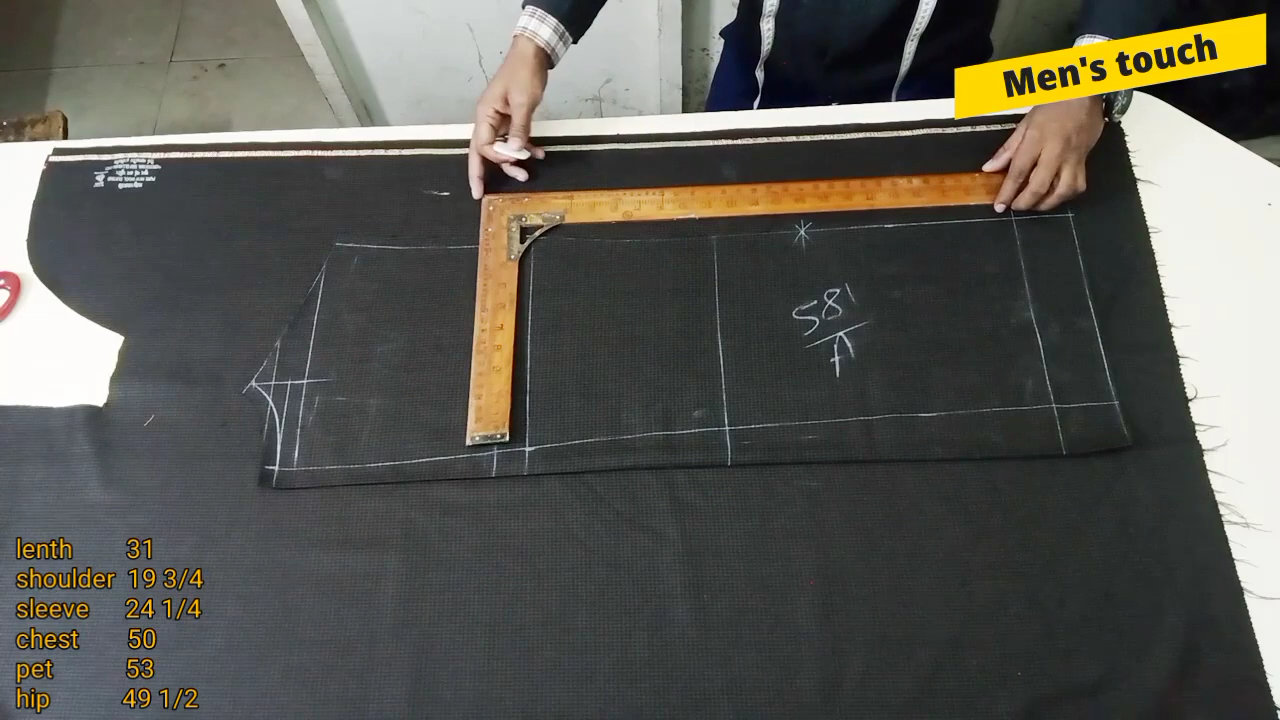 Men's touch
58'
A
lenth 31
shoulder 19 3/4
sleeve 24 1/4
chest 50
pet 53
hip 49 1/2